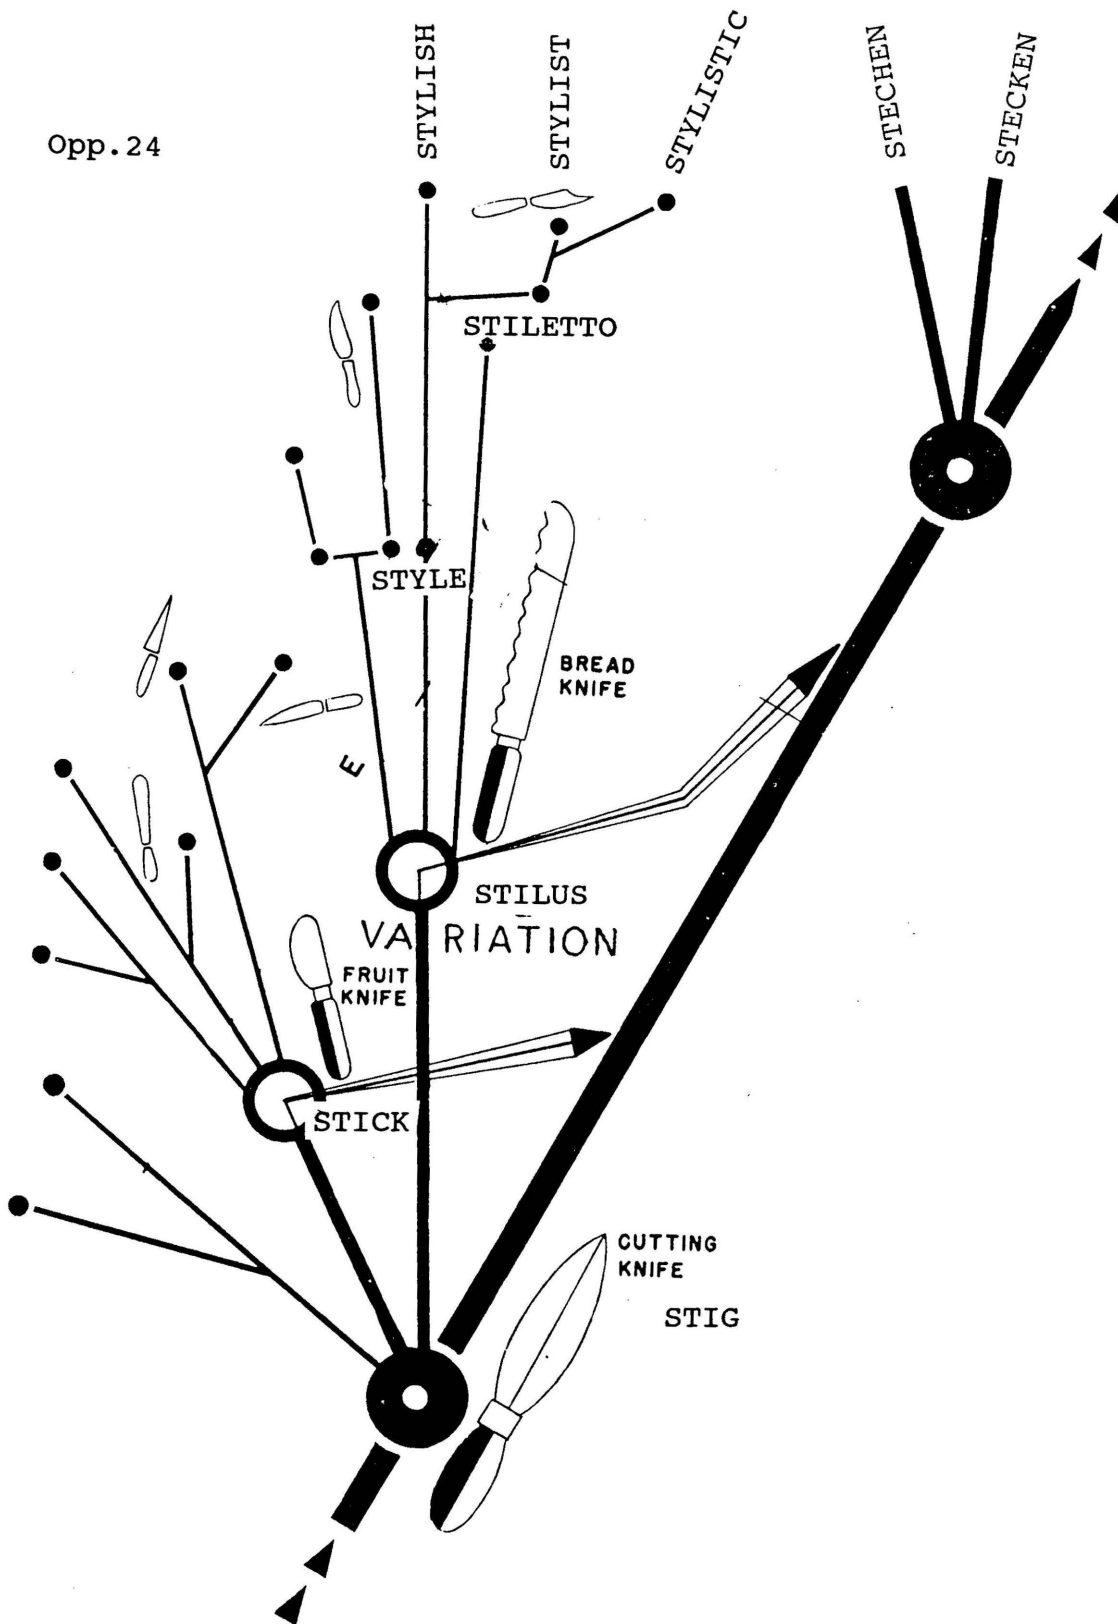 STYLISH
STYLIST
STYLISTIC
STECHEN
STECKEN
Opp.24
STILETTO
STYLE
BREAD
KNIFE
E
STILUS
VARIATION
FRUIT
KNIFE
STICK
CUTTING
KNIFE
STIG